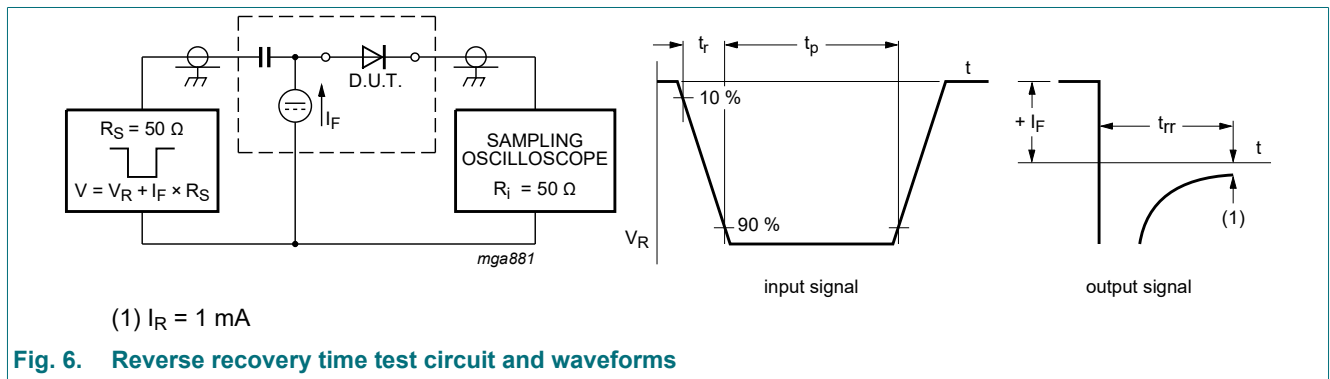 D.U.T.
I_F
R_S = 50 Ω
V = V_R + I_F × R_S
SAMPLING
OSCILLOSCOPE
R_i = 50 Ω
mga881
t_r
t_p
t
10 %
90 %
V_R
input signal
+ I_F
t_rr
t
(1)
output signal
(1) I_R = 1 mA
Fig. 6. Reverse recovery time test circuit and waveforms